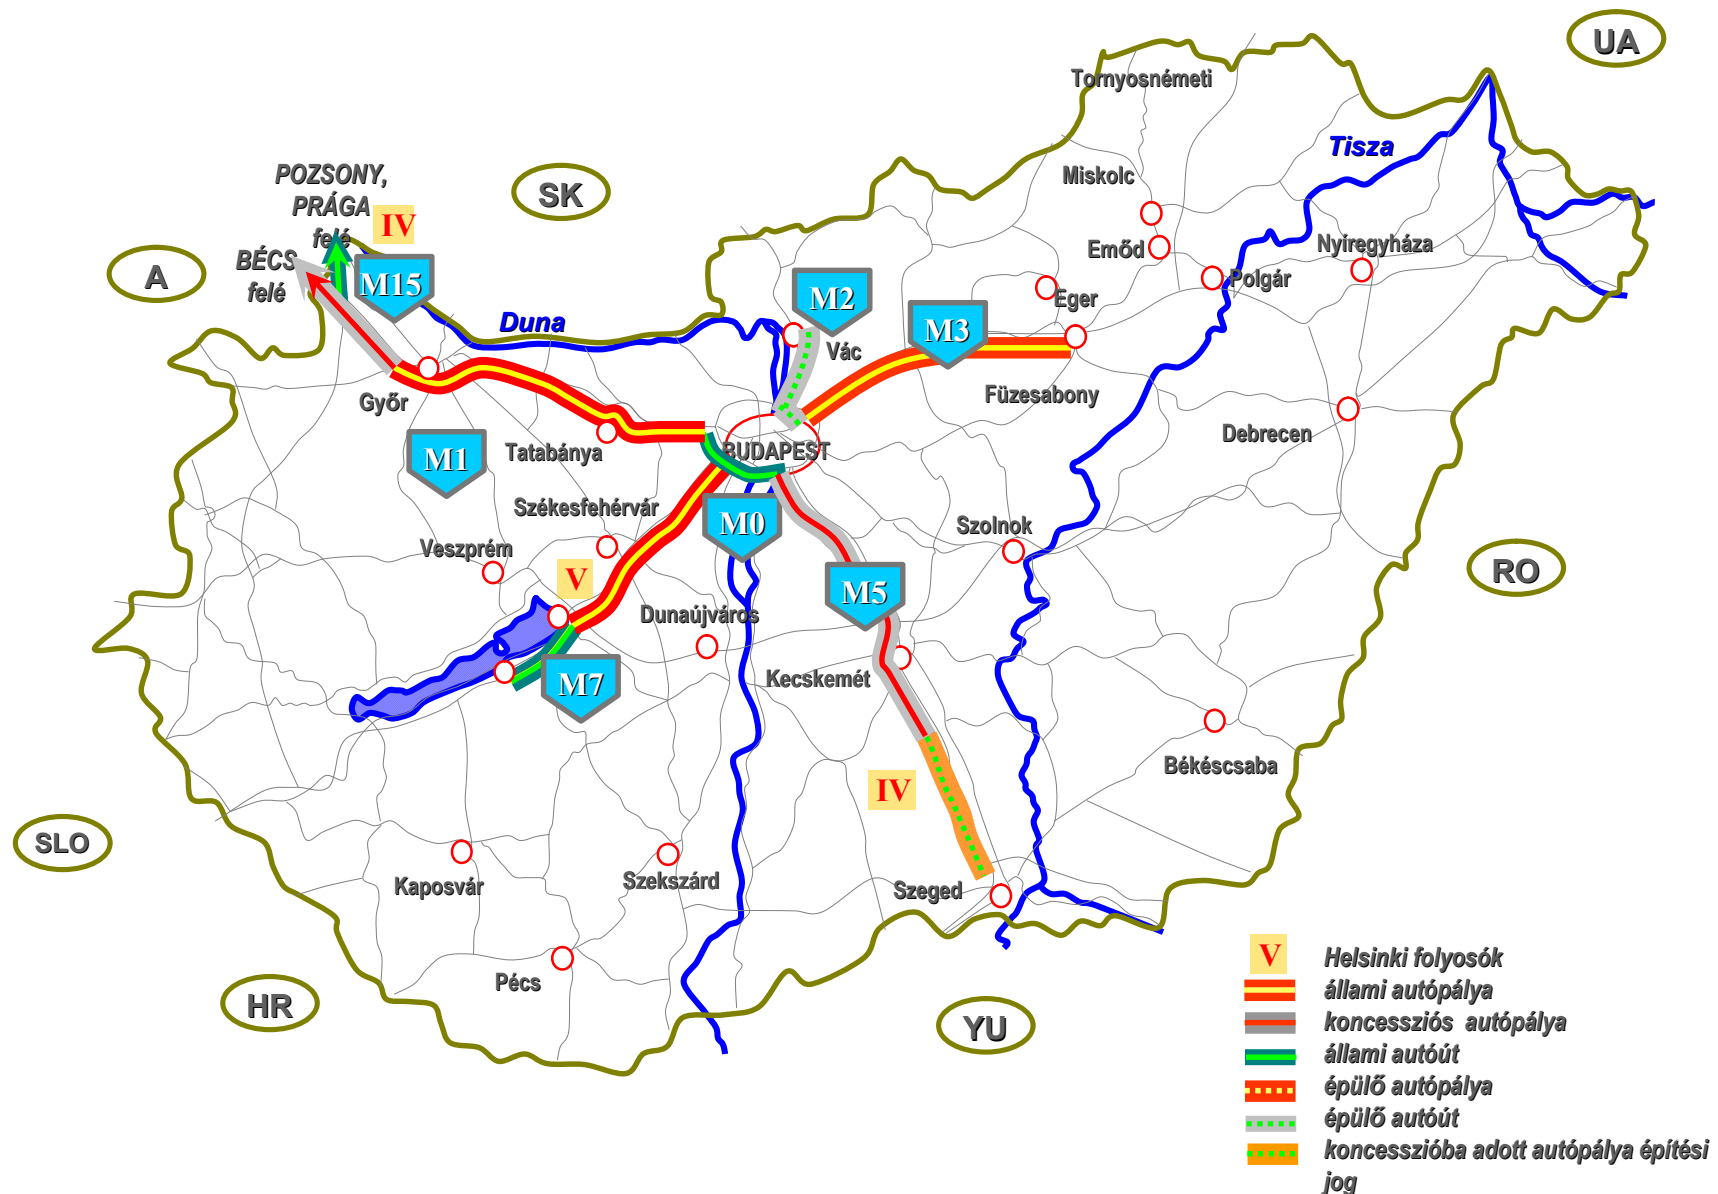 UA
Tornyosnémeti
Tisza
Miskolc
POZSONY,
PRÁGA
felé
SK
IV
Emőd
Nyíregyháza
BÉCS
felé
A
M15
Polgár
Eger
M2
Duna
M3
Vác
Füzesabony
Győr
Debrecen
M1
Tatabánya
BUDAPEST
Székesfehérvár
M0
Szolnok
Veszprém
V
RO
M5
Dunaújváros
Kecskemét
M7
Békéscsaba
IV
SLO
Kaposvár
Szekszárd
Szeged
Pécs
HR
YU
V Helsinki folyosók
állami autópálya
koncessziós autópálya
állami autóút
épülő autópálya
épülő autóút
koncesszióba adott autópálya építési
jog